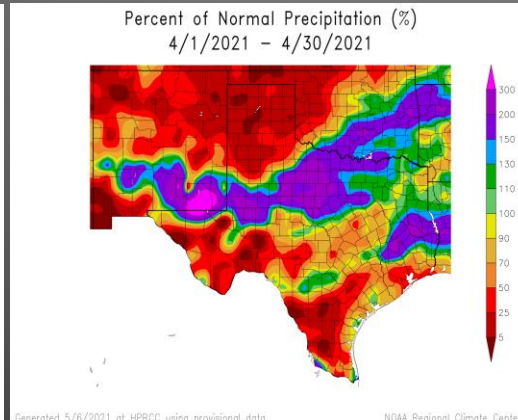 Percent of Normal Precipitation (%)
4/1/2021 – 4/30/2021
300
200
150
130
110
100
90
70
50
25
5
Generated 5/6/2021 at HPRCC using provisional data.
NOAA Regional Climate Cente